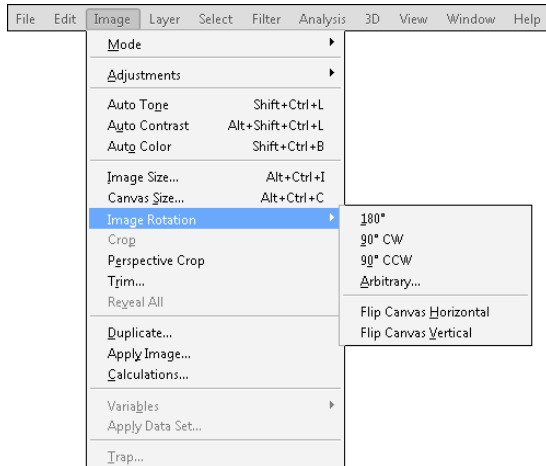 File Edit Image Layer Select Filter Analysis 3D View Window Help
Mode
Adjustments
Auto Tone Shift+Ctrl+L
Auto Contrast Alt+Shift+Ctrl+L
Auto Color Shift+Ctrl+B
Image Size... Alt+Ctrl+I
Canvas Size... Alt+Ctrl+C
Image Rotation
Crop
Perspective Crop
Trim...
Reveal All
Duplicate...
Apply Image...
Calculations...
Variables
Apply Data Set...
Trap...
180°
90° CW
90° CCW
Arbitrary...
Flip Canvas Horizontal
Flip Canvas Vertical